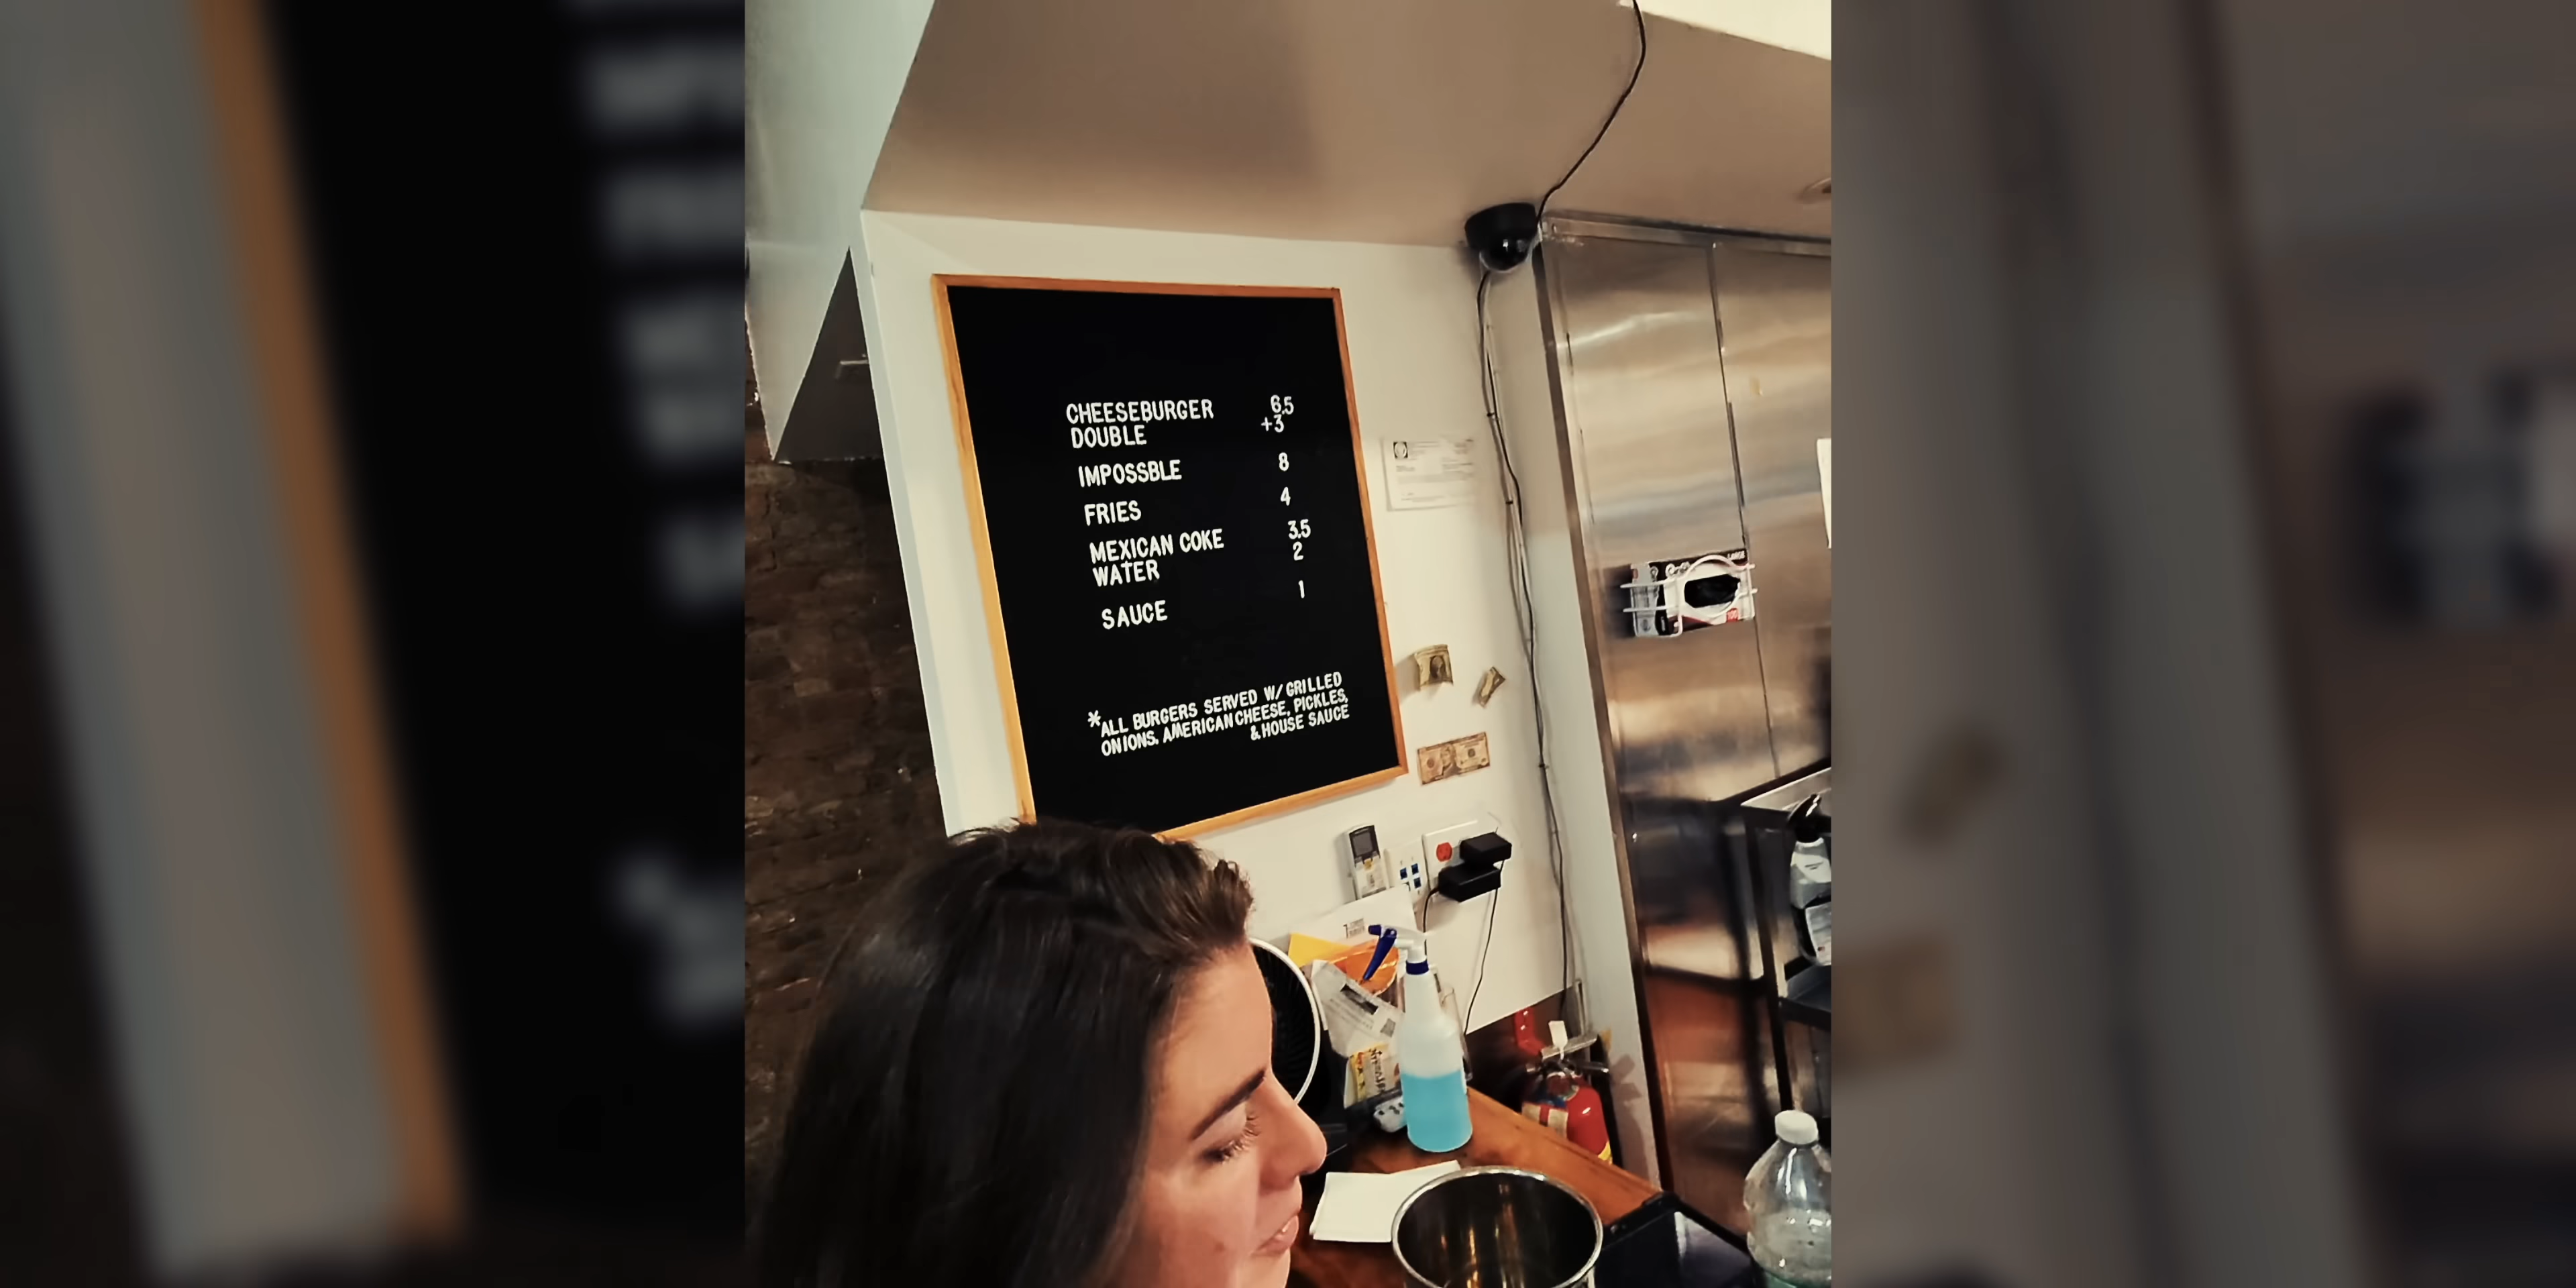 CHEESEBURGER 6.5
DOUBLE +3
IMPOSSBLE 8
FRIES 4
MEXICAN COKE 3.5
WATER 2
SAUCE 1
*ALL BURGERS SERVED W/ GRILLED
ONIONS, AMERICAN CHEESE, PICKLES,
& HOUSE SAUCE